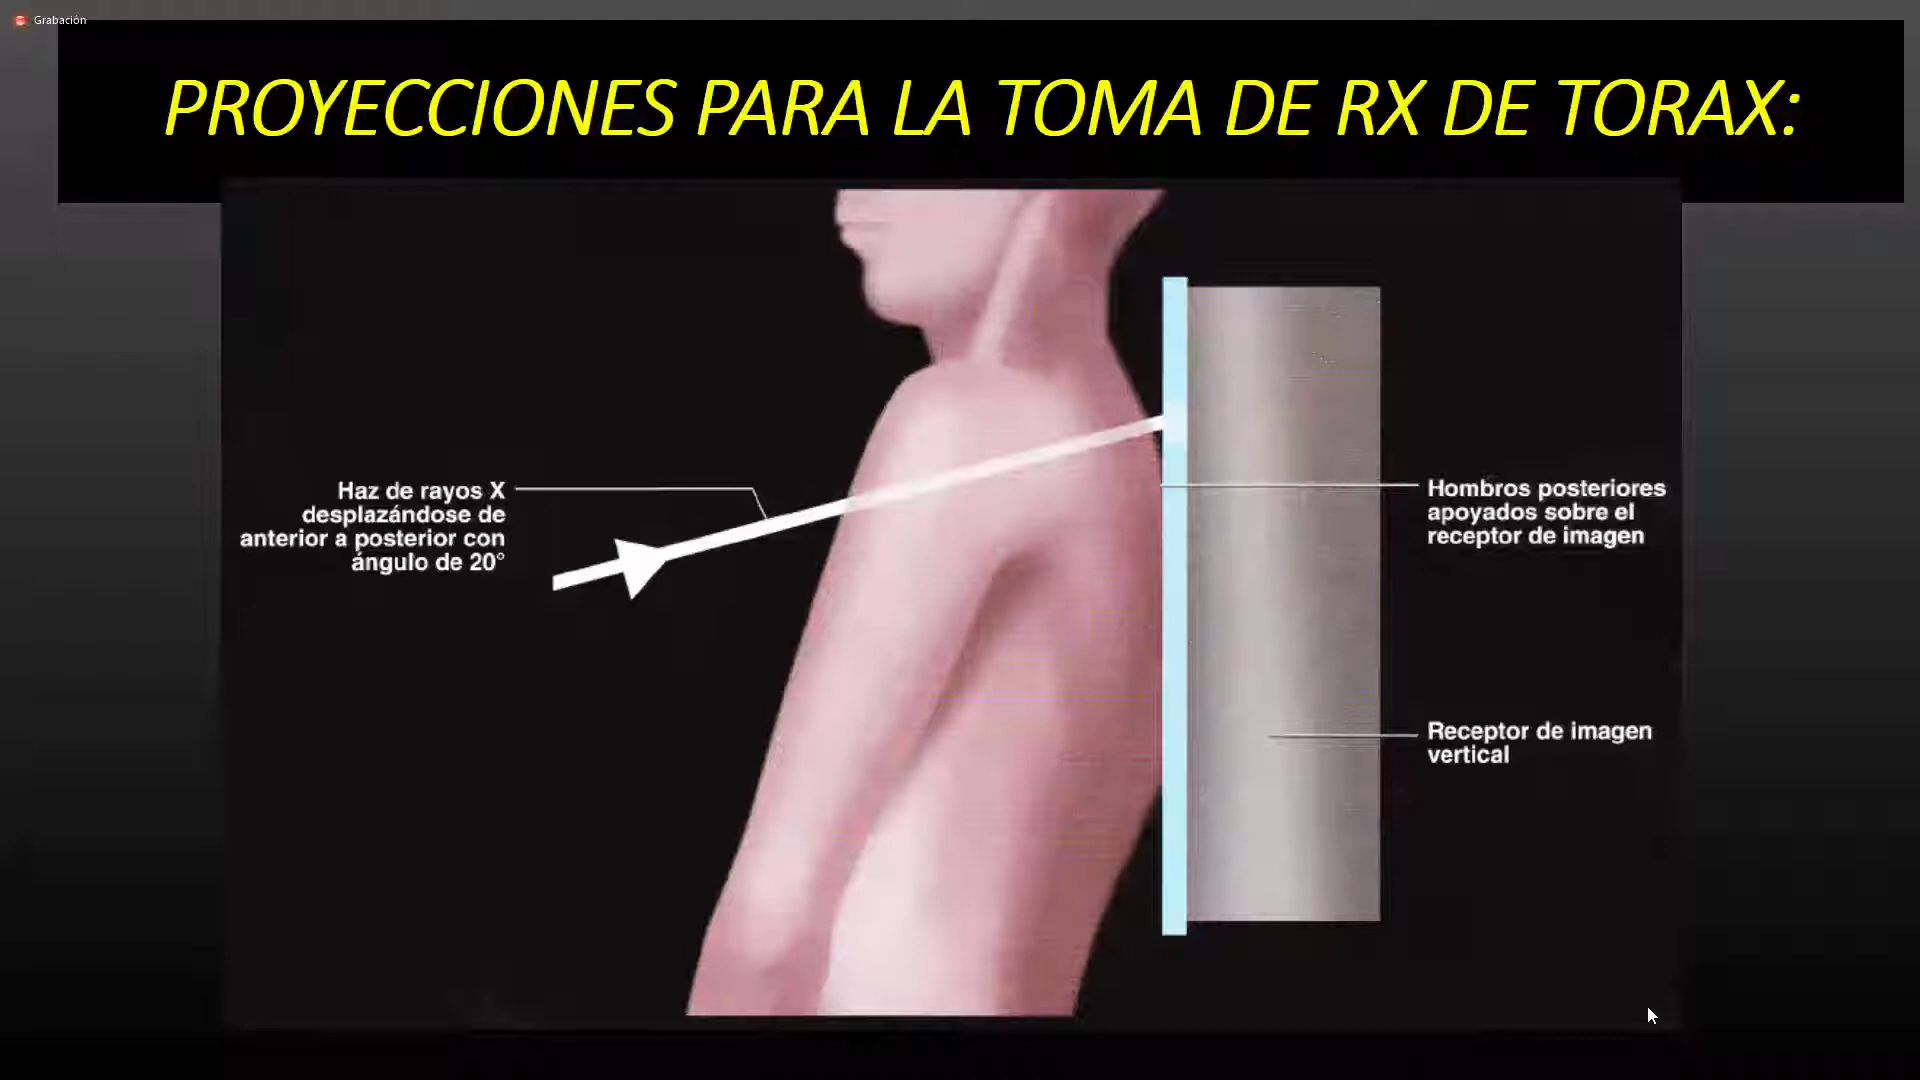 Grabación
PROYECCIONES PARA LA TOMA DE RX DE TORAX:
Haz de rayos X
desplazándose de
anterior a posterior con
ángulo de 20°
Hombros posteriores
apoyados sobre el
receptor de imagen
Receptor de imagen
vertical